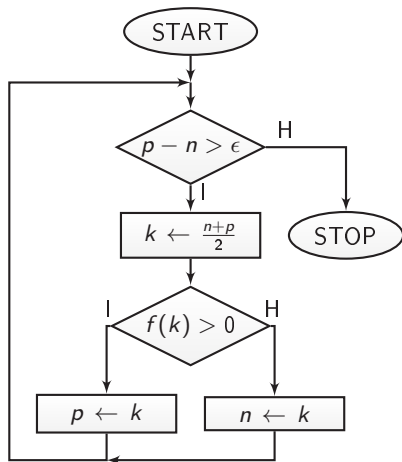 START
p − n > ϵ
H
I
k ← n+p/2
STOP
I
f(k) > 0
H
p ← k
n ← k